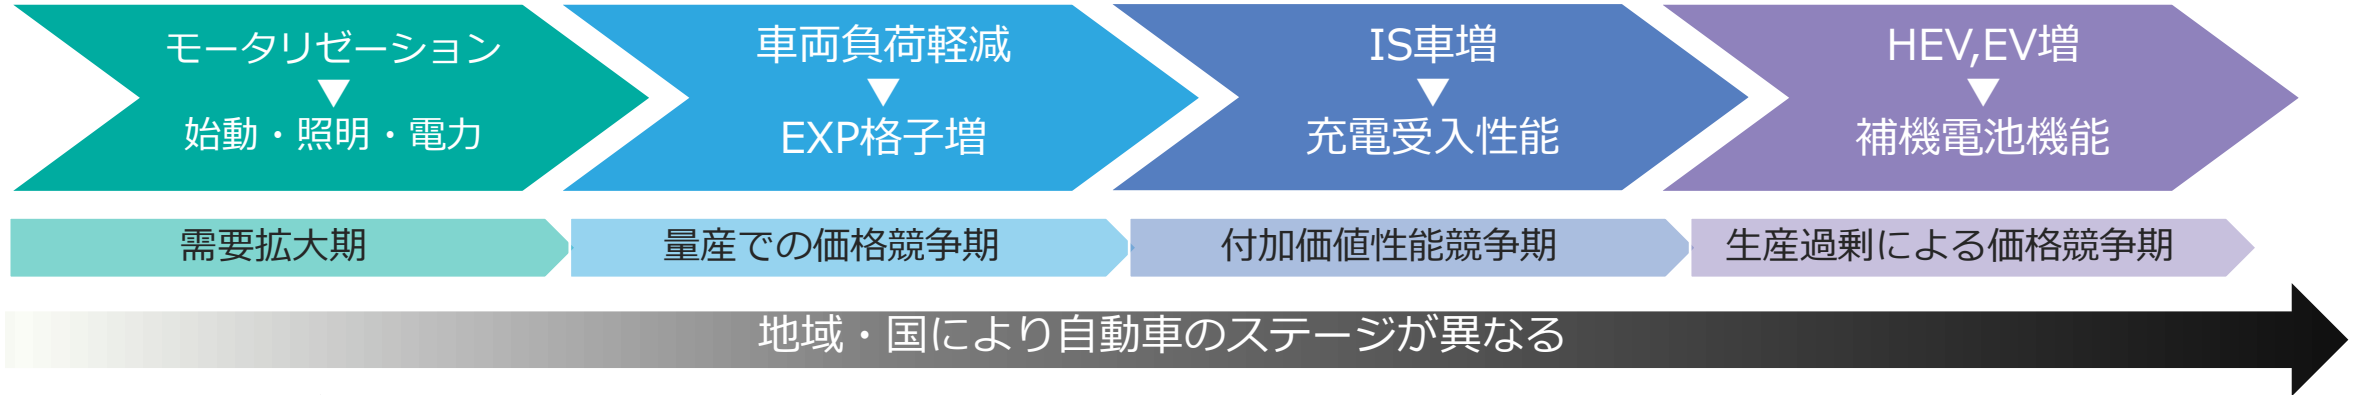 モータリゼーション
▼
始動・照明・電力
車両負荷軽減
▼
EXP格子増
IS車増
▼
充電受入性能
HEV,EV増
▼
補機電池機能
需要拡大期
量産での価格競争期
付加価値性能競争期
生産過剰による価格競争期
地域・国により自動車のステージが異なる